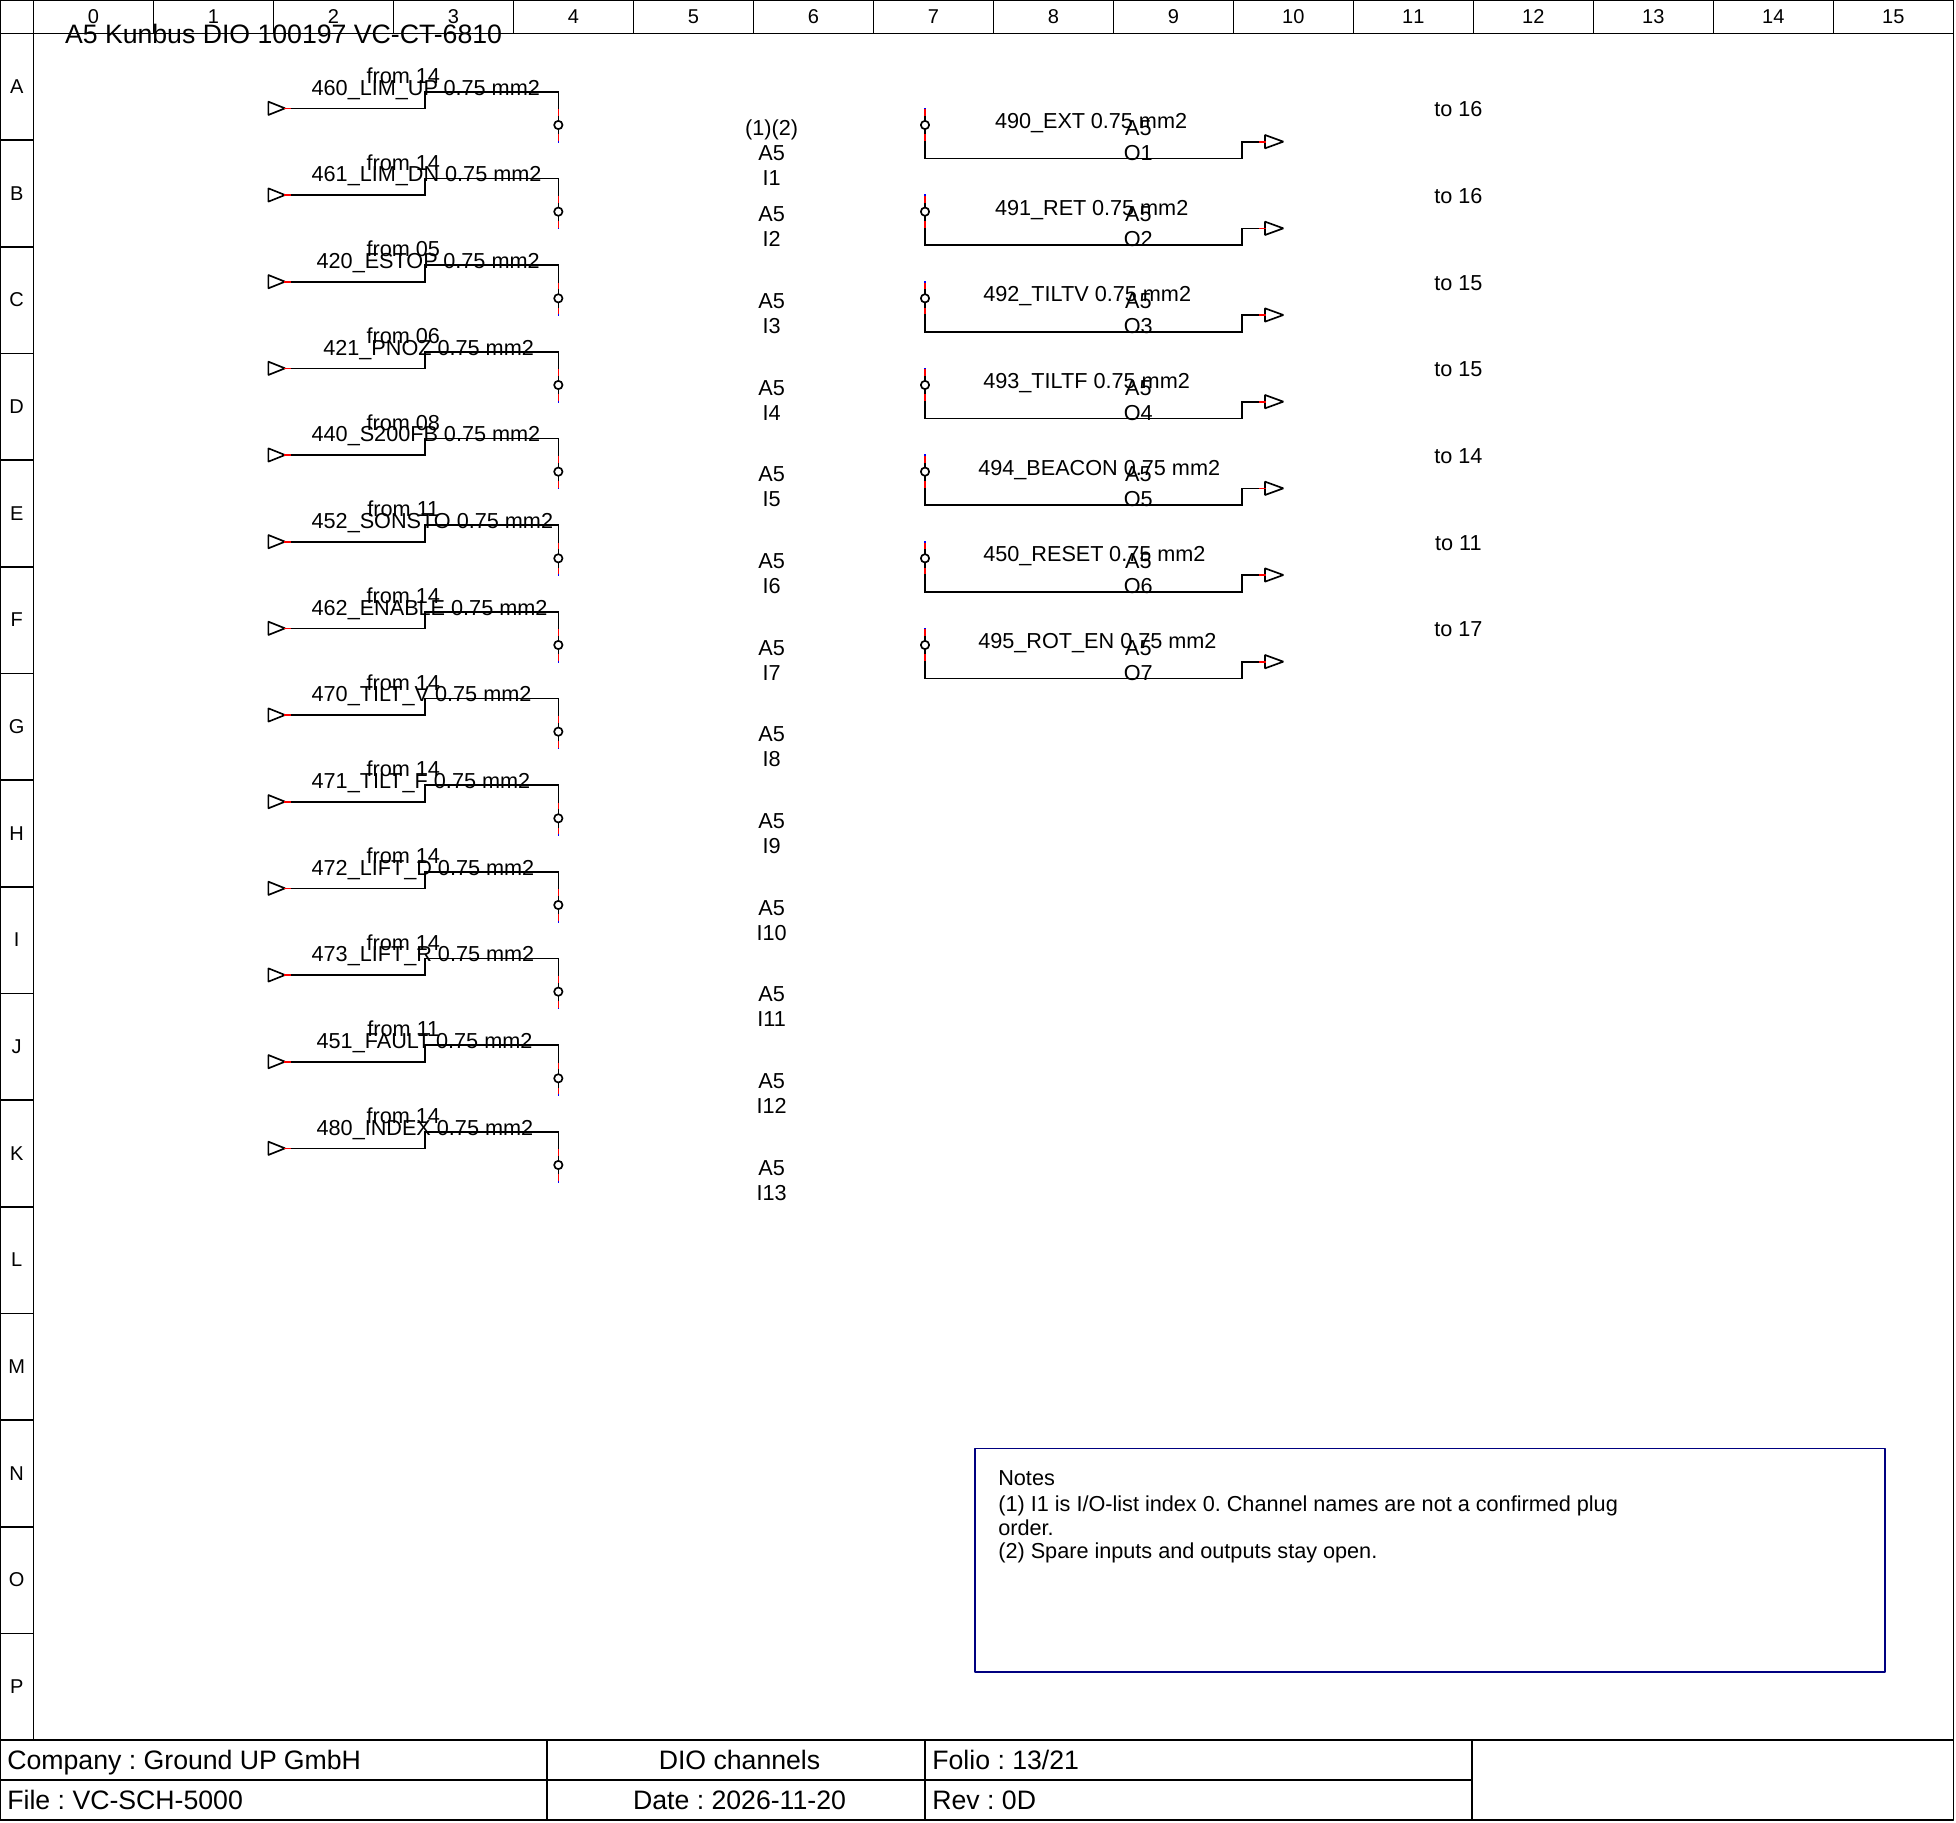 0 1 2 3 4 5 6 7 8 9 10 11 12 13 14 15
A5 Kunbus DIO 100197 VC-CT-6810
A
from 14
460_LIM_UP 0.75 mm2
(1)(2)
A5
I1
490_EXT 0.75 mm2
A5
O1
to 16
B
from 14
461_LIM_DN 0.75 mm2
A5
I2
491_RET 0.75 mm2
A5
O2
to 16
C
from 05
420_ESTOP 0.75 mm2
A5
I3
492_TILTV 0.75 mm2
A5
O3
to 15
D
from 06
421_PNOZ 0.75 mm2
A5
I4
493_TILTF 0.75 mm2
A5
O4
to 15
from 08
440_S200FB 0.75 mm2
A5
I5
494_BEACON 0.75 mm2
A5
O5
to 14
E
from 11
452_SONSTO 0.75 mm2
A5
I6
450_RESET 0.75 mm2
A5
O6
to 11
F
from 14
462_ENABLE 0.75 mm2
A5
I7
495_ROT_EN 0.75 mm2
A5
O7
to 17
G
from 14
470_TILT_V 0.75 mm2
A5
I8
H
from 14
471_TILT_F 0.75 mm2
A5
I9
I
from 14
472_LIFT_D 0.75 mm2
A5
I10
from 14
473_LIFT_R 0.75 mm2
A5
I11
J
from 11
451_FAULT 0.75 mm2
A5
I12
K
from 14
480_INDEX 0.75 mm2
A5
I13
L
M
N
O
P
Notes
(1) I1 is I/O-list index 0. Channel names are not a confirmed plug
order.
(2) Spare inputs and outputs stay open.
Company : Ground UP GmbH
DIO channels
Folio : 13/21
File : VC-SCH-5000
Date : 2026-11-20
Rev : 0D